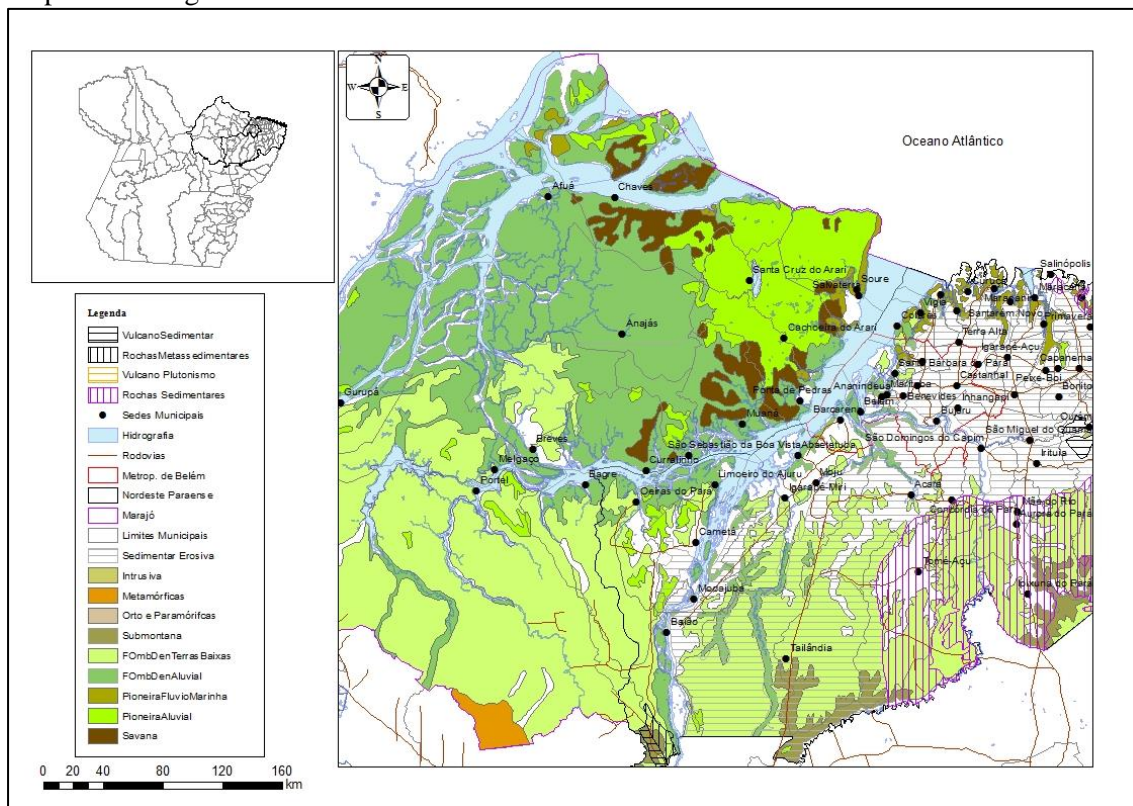 N
W E
S
Oceano Atlântico
Afuá
Chaves
Santa Cruz do Arari
Soure
Salvaterra
Salinópolis
Curuçá
Maracanã
Vigia
Marapanim
Colares
Santarém Novo
Primavera
Terra Alta
Anajás
Cachoeira do Arari
Igarapé-Açu
Santa Bárbara do Pará
Capanema
Castanhal
Peixe-Boi
Bonito
Gurupá
Ponta de Pedras
Ananindeua
Marituba
Benevides
Inhangapi
Belém
Barcarena
Bujaru
Ourém
Muaná
São Miguel do Guamá
Breves
São Sebastião da Boa Vista
Abaetetuba
São Domingos do Capim
Irituia
Melgaço
Curralinho
Portel
Bagre
Limoeiro do Ajuru
Moju
Oeiras do Pará
Igarapé-Miri
Acará
Concórdia do Pará
Mãe do Rio
Aurora do Pará
Cametá
Tomé-Açu
Ipixuna do Pará
Mocajuba
Baião
Tailândia
Legenda
VulcanoSedimentar
RochasMetassedimentares
Vulcano Plutonismo
Rochas Sedimentares
Sedes Municipais
Hidrografia
Rodovias
Metrop. de Belém
Nordeste Paraense
Marajó
Limites Municipais
Sedimentar Erosiva
Intrusiva
Metamórficas
Orto e Paramórifcas
Submontana
FOmbDenTerras Baixas
FOmbDenAluvial
PioneiraFluvioMarinha
PioneiraAluvial
Savana
0 20 40 80 120 160
km